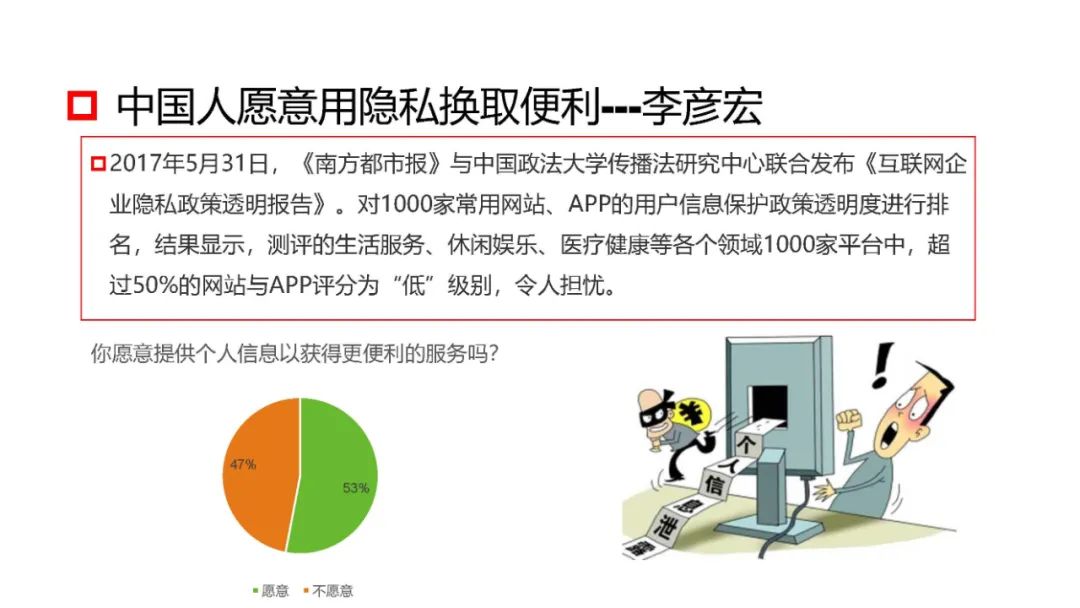 中国人愿意用隐私换取便利---李彦宏
2017年5月31日，《南方都市报》与中国政法大学传播法研究中心联合发布《互联网企
业隐私政策透明报告》。对1000家常用网站、APP的用户信息保护政策透明度进行排
名，结果显示，测评的生活服务、休闲娱乐、医疗健康等各个领域1000家平台中，超
过50%的网站与APP评分为“低”级别，令人担忧。
你愿意提供个人信息以获得更便利的服务吗？
47%
53%
愿意 不愿意
¥
！
个
人
信
息
泄
露